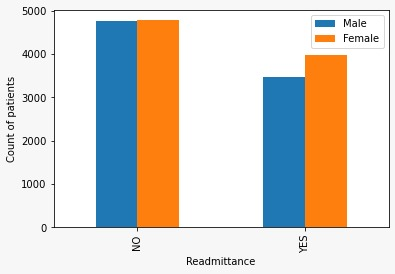 Male
Female
Count of patients
5000
4000
3000
2000
1000
0
NO
YES
Readmittance